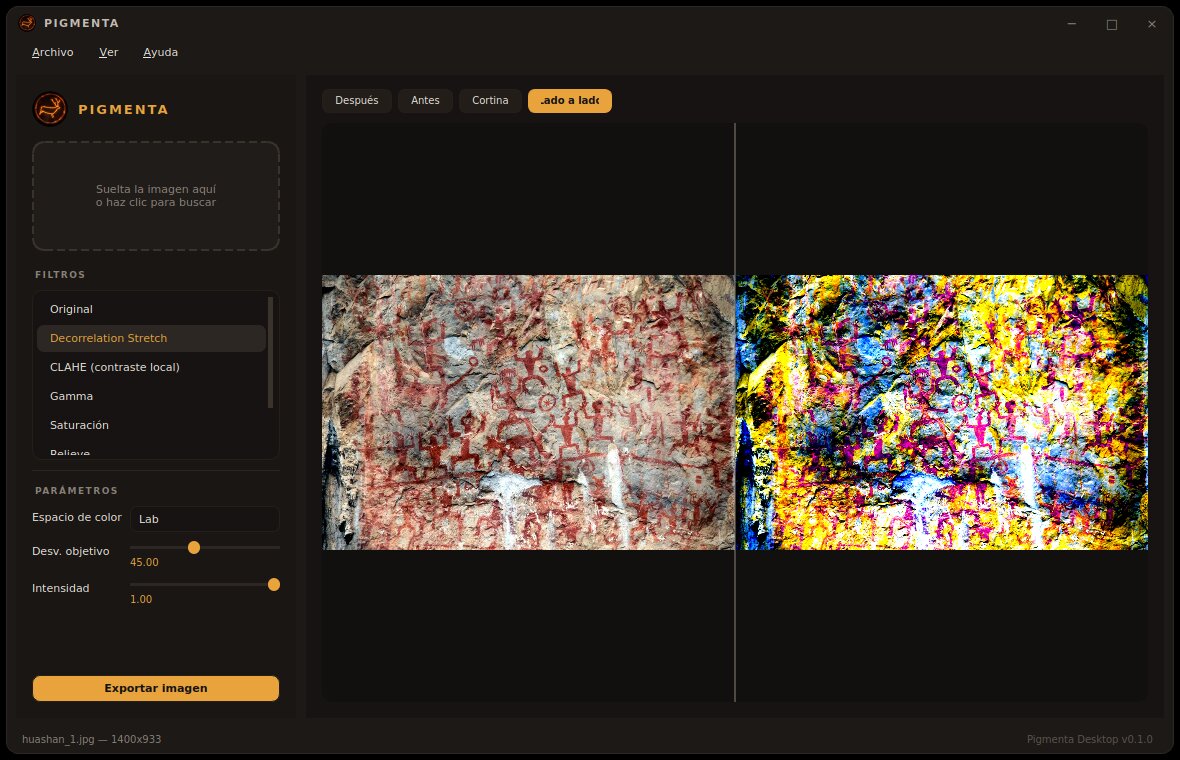 PIGMENTA
Archivo Ver Ayuda
PIGMENTA
Suelta la imagen aquí
o haz clic para buscar
FILTROS
Original
Decorrelation Stretch
CLAHE (contraste local)
Gamma
Saturación
Relieve
PARÁMETROS
Espacio de color Lab
Desv. objetivo
45.00
Intensidad
1.00
Exportar imagen
Después Antes Cortina Lado a lado
huashan_1.jpg — 1400x933
Pigmenta Desktop v0.1.0